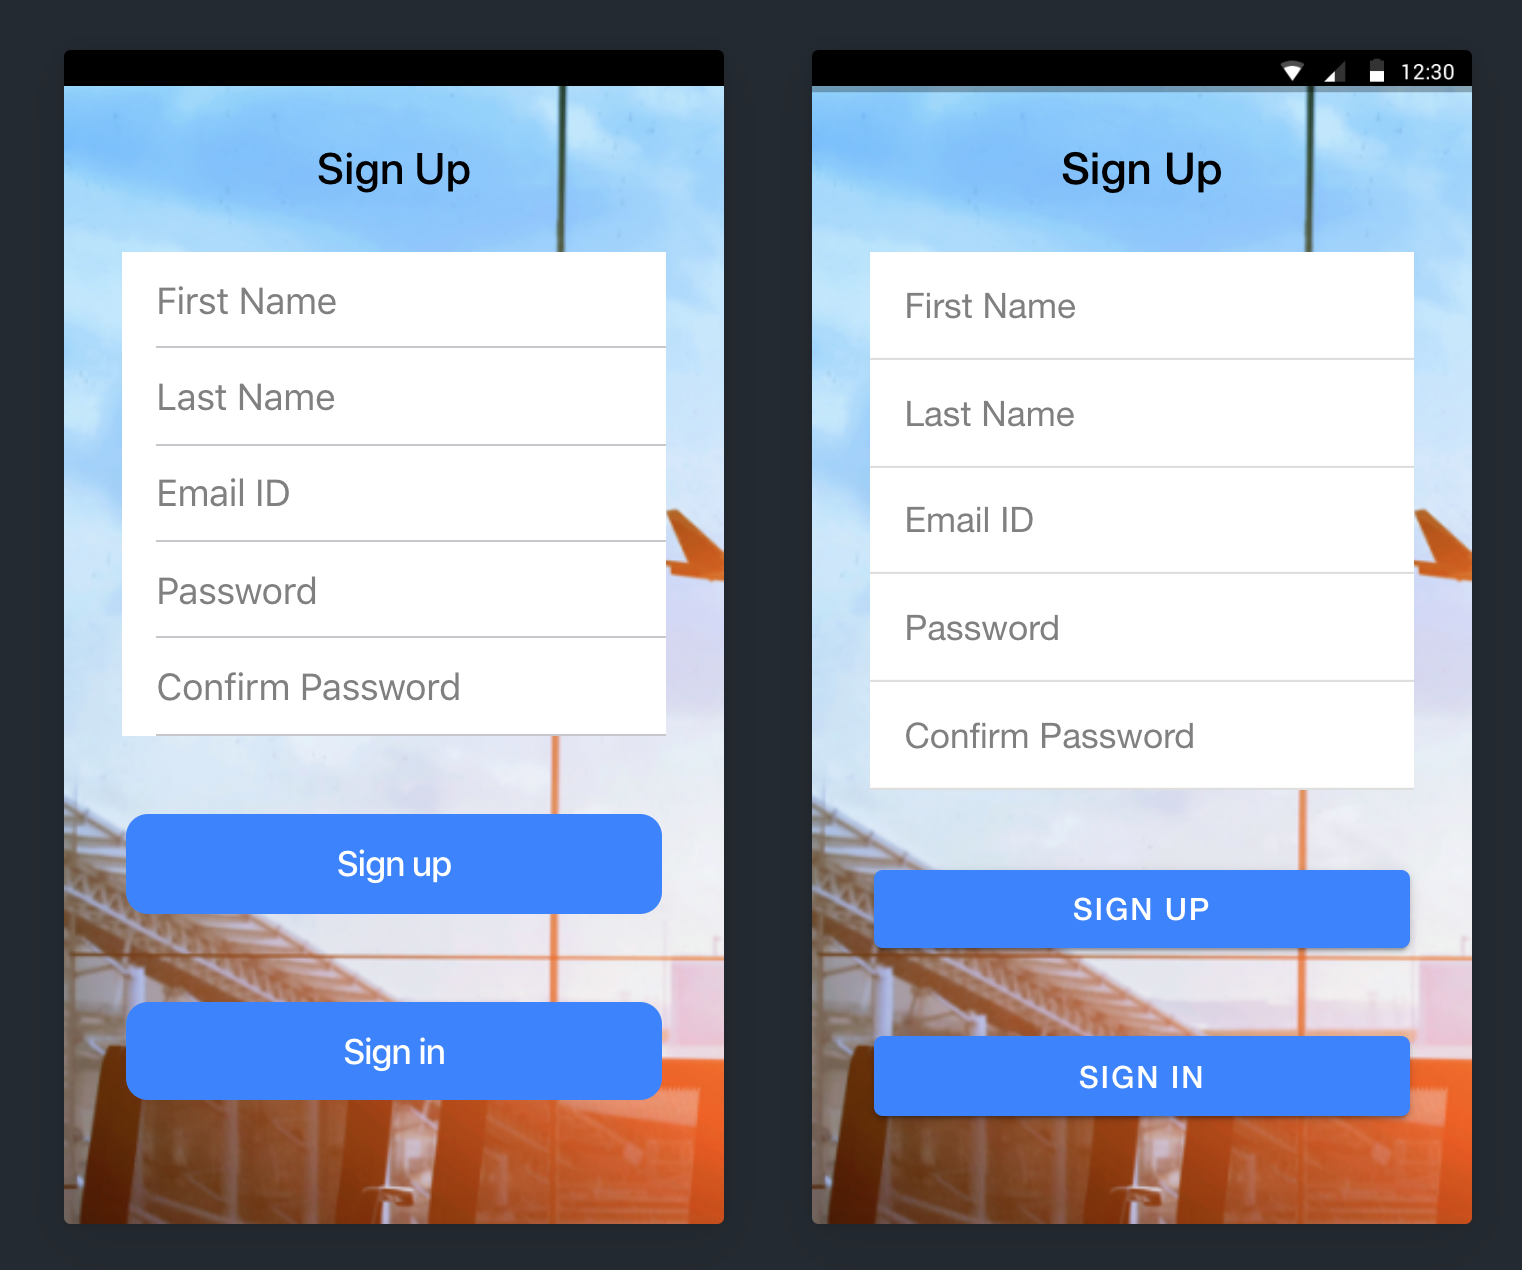 Sign Up
First Name
Last Name
Email ID
Password
Confirm Password
Sign up
Sign in
12:30
Sign Up
First Name
Last Name
Email ID
Password
Confirm Password
SIGN UP
SIGN IN